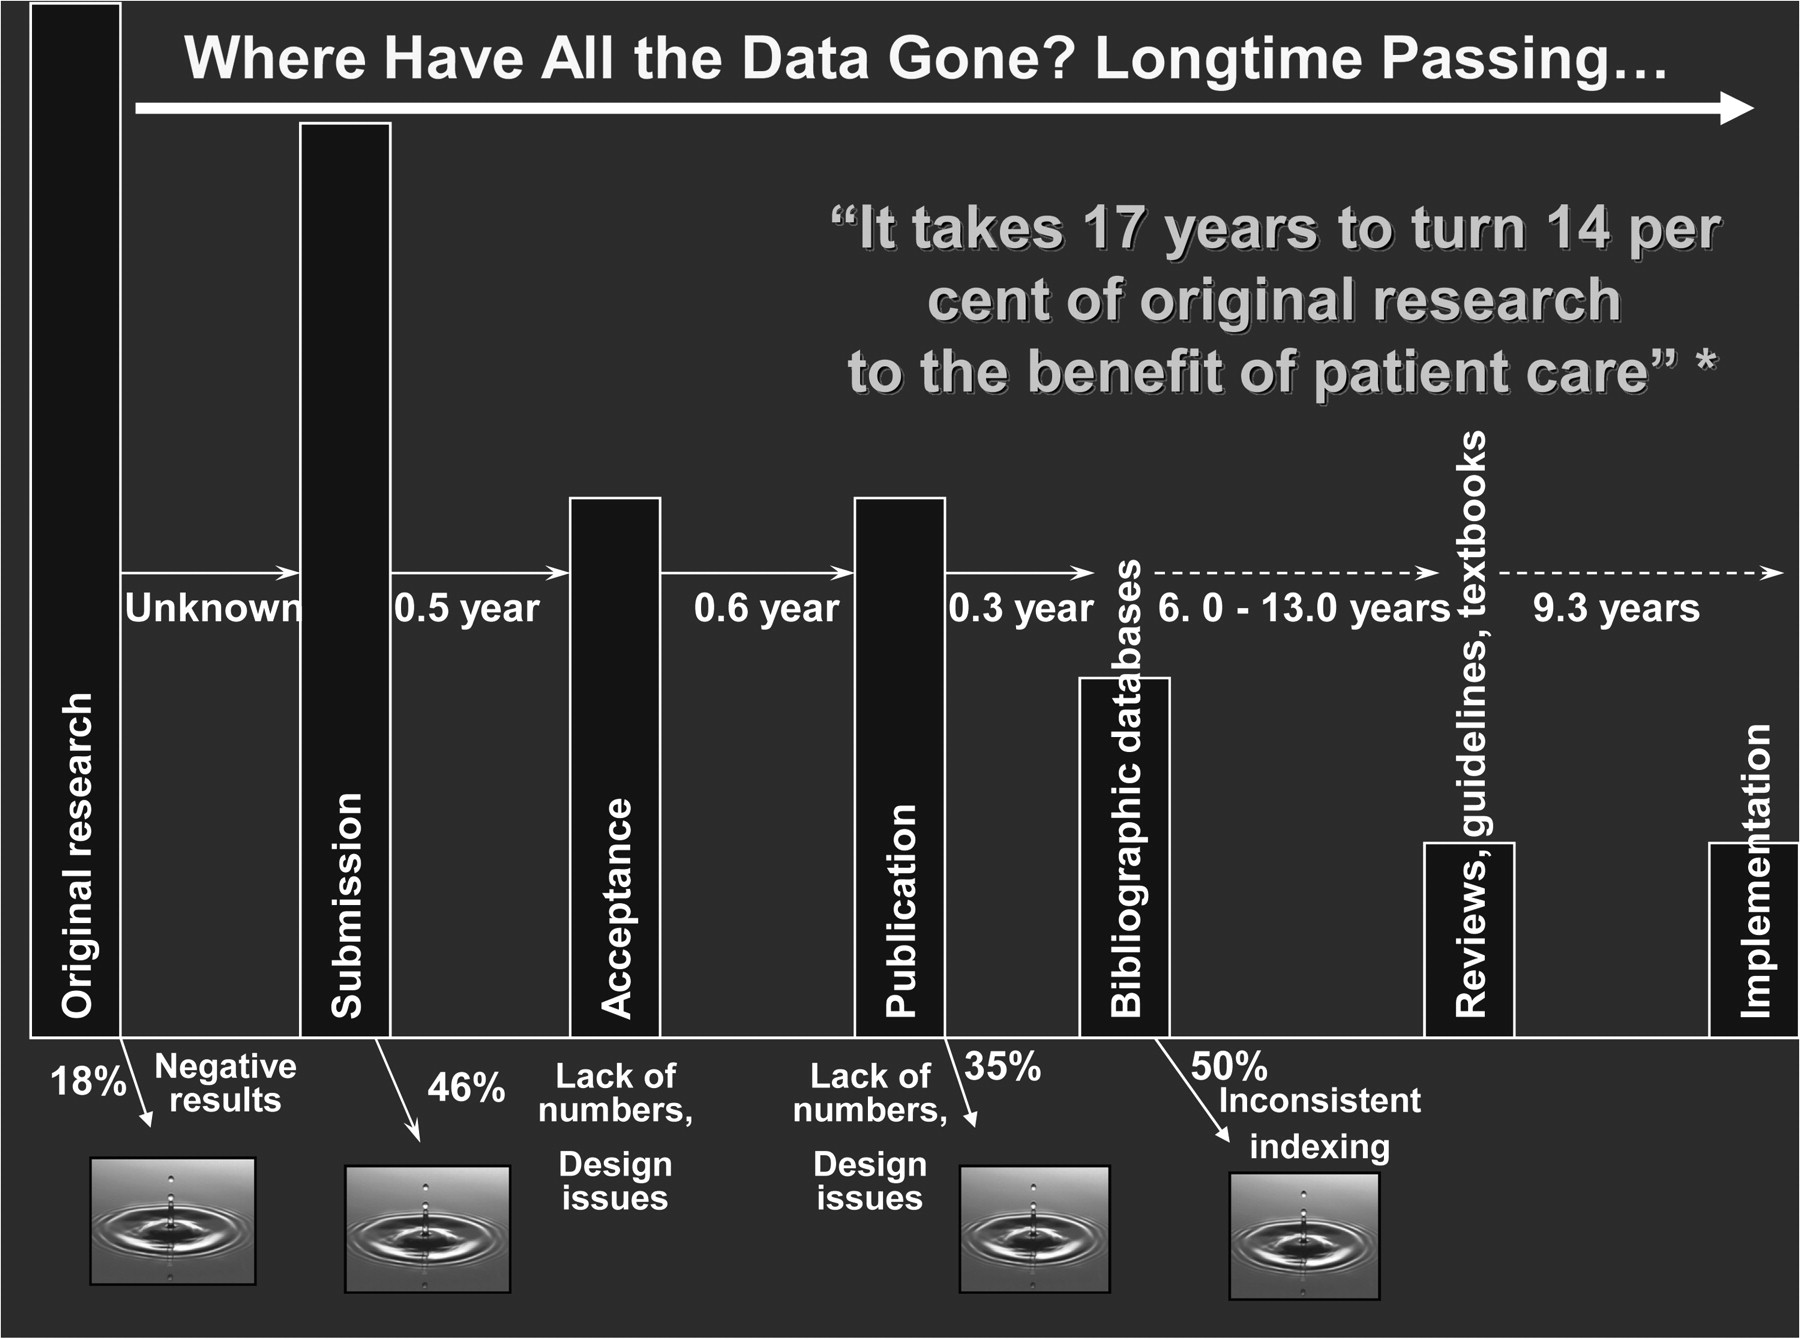 Where Have All the Data Gone? Longtime Passing…
“It takes 17 years to turn 14 per
cent of original research
to the benefit of patient care” *
Unknown
0.5 year
0.6 year
0.3 year
6. 0 - 13.0 years
9.3 years
Original research
Submission
Acceptance
Publication
Bibliographic databases
Reviews, guidelines, textbooks
Implementation
18%
Negative
results
46%
Lack of
numbers,
Design
issues
Lack of
numbers,
Design
issues
35%
50%
Inconsistent
indexing